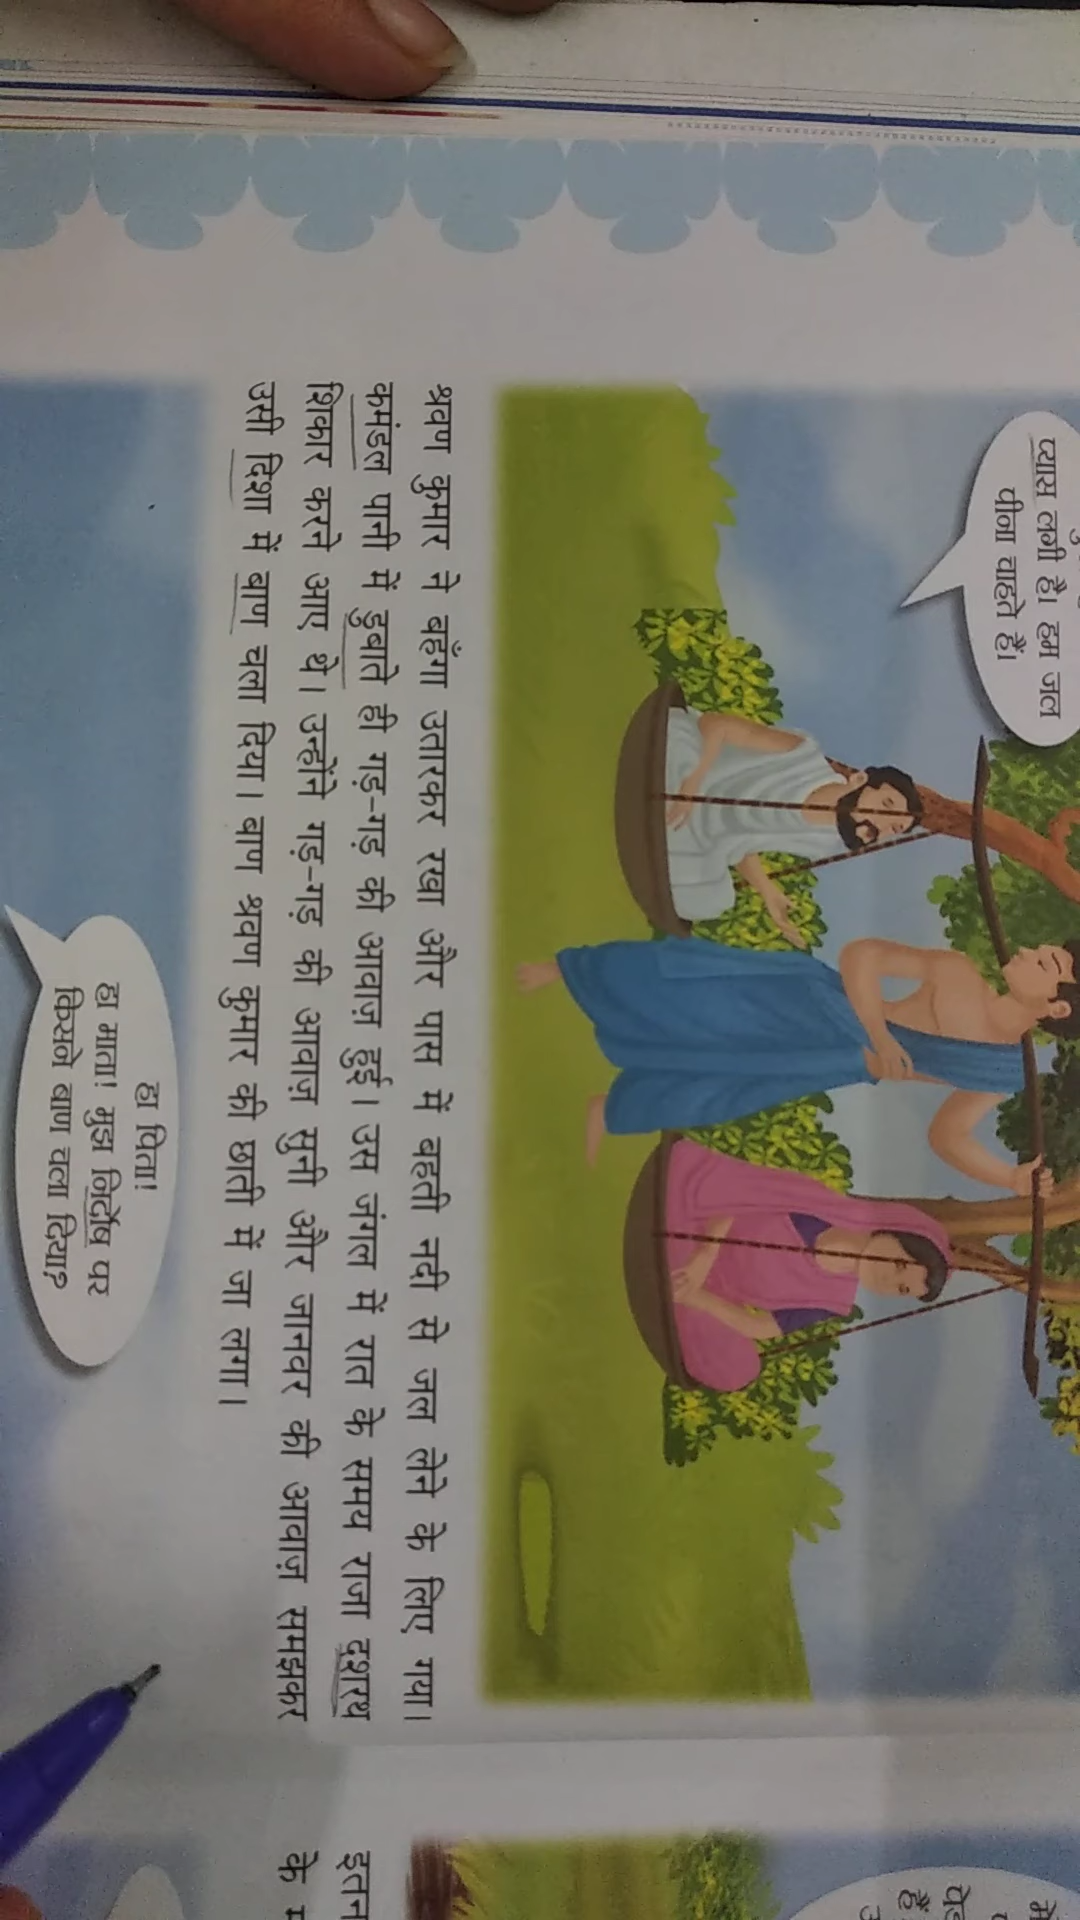 प्यास लगी है। हम जल
पीना चाहते हैं।
श्रवण कुमार ने बहँगा उतारकर रखा और पास में बहती नदी से जल लेने के लिए गया।
कमंडल पानी में डुबाते ही गड़-गड़ की आवाज़ हुई। उस जंगल में रात के समय राजा दशरथ
शिकार करने आए थे। उन्होंने गड़-गड़ की आवाज़ सुनी और जानवर की आवाज़ समझकर
उसी दिशा में बाण चला दिया। बाण श्रवण कुमार की छाती में जा लगा।
हा पिता!
हा माता! मुझ निर्दोष पर
किसने बाण चला दिया?
इतन
के